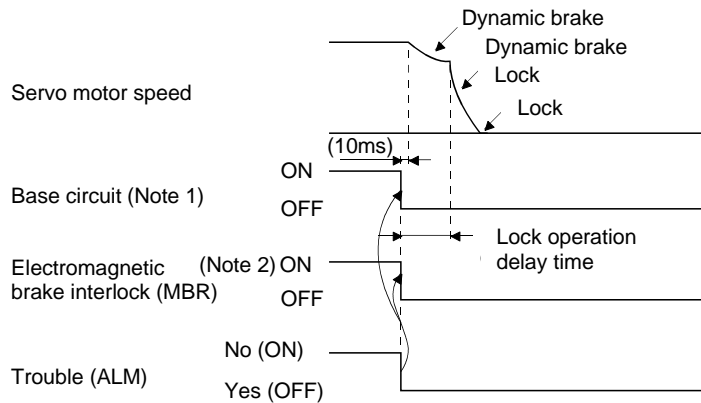 Dynamic brake
Dynamic brake
Lock
Lock
Servo motor speed
(10ms)
ON
Base circuit (Note 1)
OFF
Lock operation
delay time
Electromagnetic (Note 2) ON
brake interlock (MBR)
OFF
No (ON)
Trouble (ALM)
Yes (OFF)